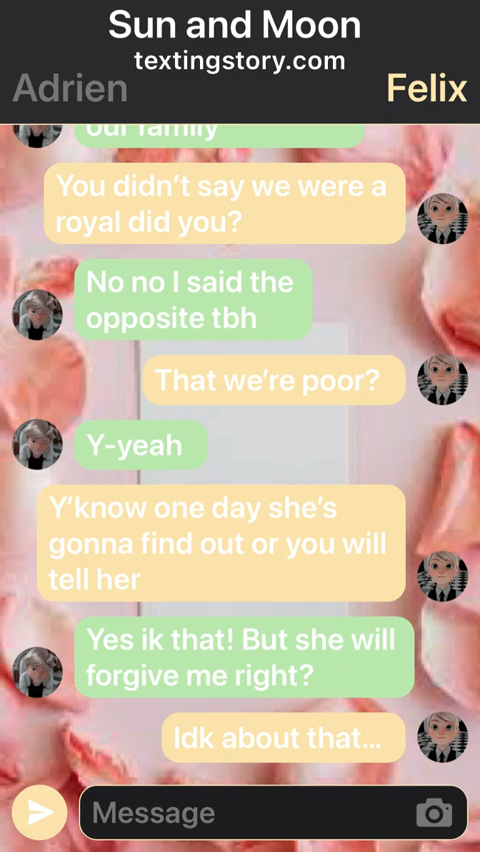 Sun and Moon
textingstory.com
Adrien
Felix
our family
You didn’t say we were a
royal did you?
No no I said the
opposite tbh
That we’re poor?
Y-yeah
Y’know one day she’s
gonna find out or you will
tell her
Yes ik that! But she will
forgive me right?
Idk about that...
Message